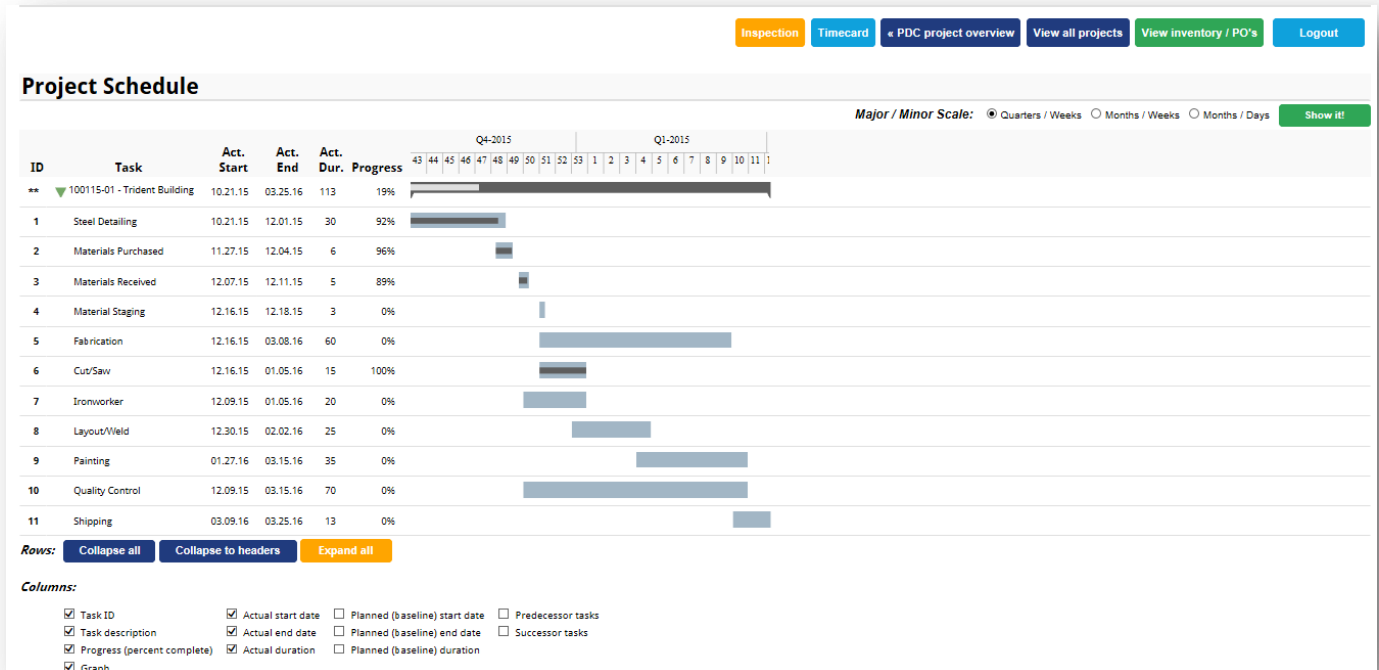 Inspection Timecard « PDC project overview View all projects View inventory / PO's Logout
Project Schedule
Major / Minor Scale: Quarters / Weeks Months / Weeks Months / Days Show it!
Q4-2015 Q1-2015
ID Task Act. Start Act. End Act. Dur. Progress 43 44 45 46 47 48 49 50 51 52 53 1 2 3 4 5 6 7 8 9 10 11 1
** 100115-01 - Trident Building 10.21.15 03.25.16 113 19%
1 Steel Detailing 10.21.15 12.01.15 30 92%
2 Materials Purchased 11.27.15 12.04.15 6 96%
3 Materials Received 12.07.15 12.11.15 5 89%
4 Material Staging 12.16.15 12.18.15 3 0%
5 Fabrication 12.16.15 03.08.16 60 0%
6 Cut/Saw 12.16.15 01.05.16 15 100%
7 Ironworker 12.09.15 01.05.16 20 0%
8 Layout/Weld 12.30.15 02.02.16 25 0%
9 Painting 01.27.16 03.15.16 35 0%
10 Quality Control 12.09.15 03.15.16 70 0%
11 Shipping 03.09.16 03.25.16 13 0%
Rows: Collapse all Collapse to headers Expand all
Columns:
Task ID Actual start date Planned (baseline) start date Predecessor tasks
Task description Actual end date Planned (baseline) end date Successor tasks
Progress (percent complete) Actual duration Planned (baseline) duration
Graph